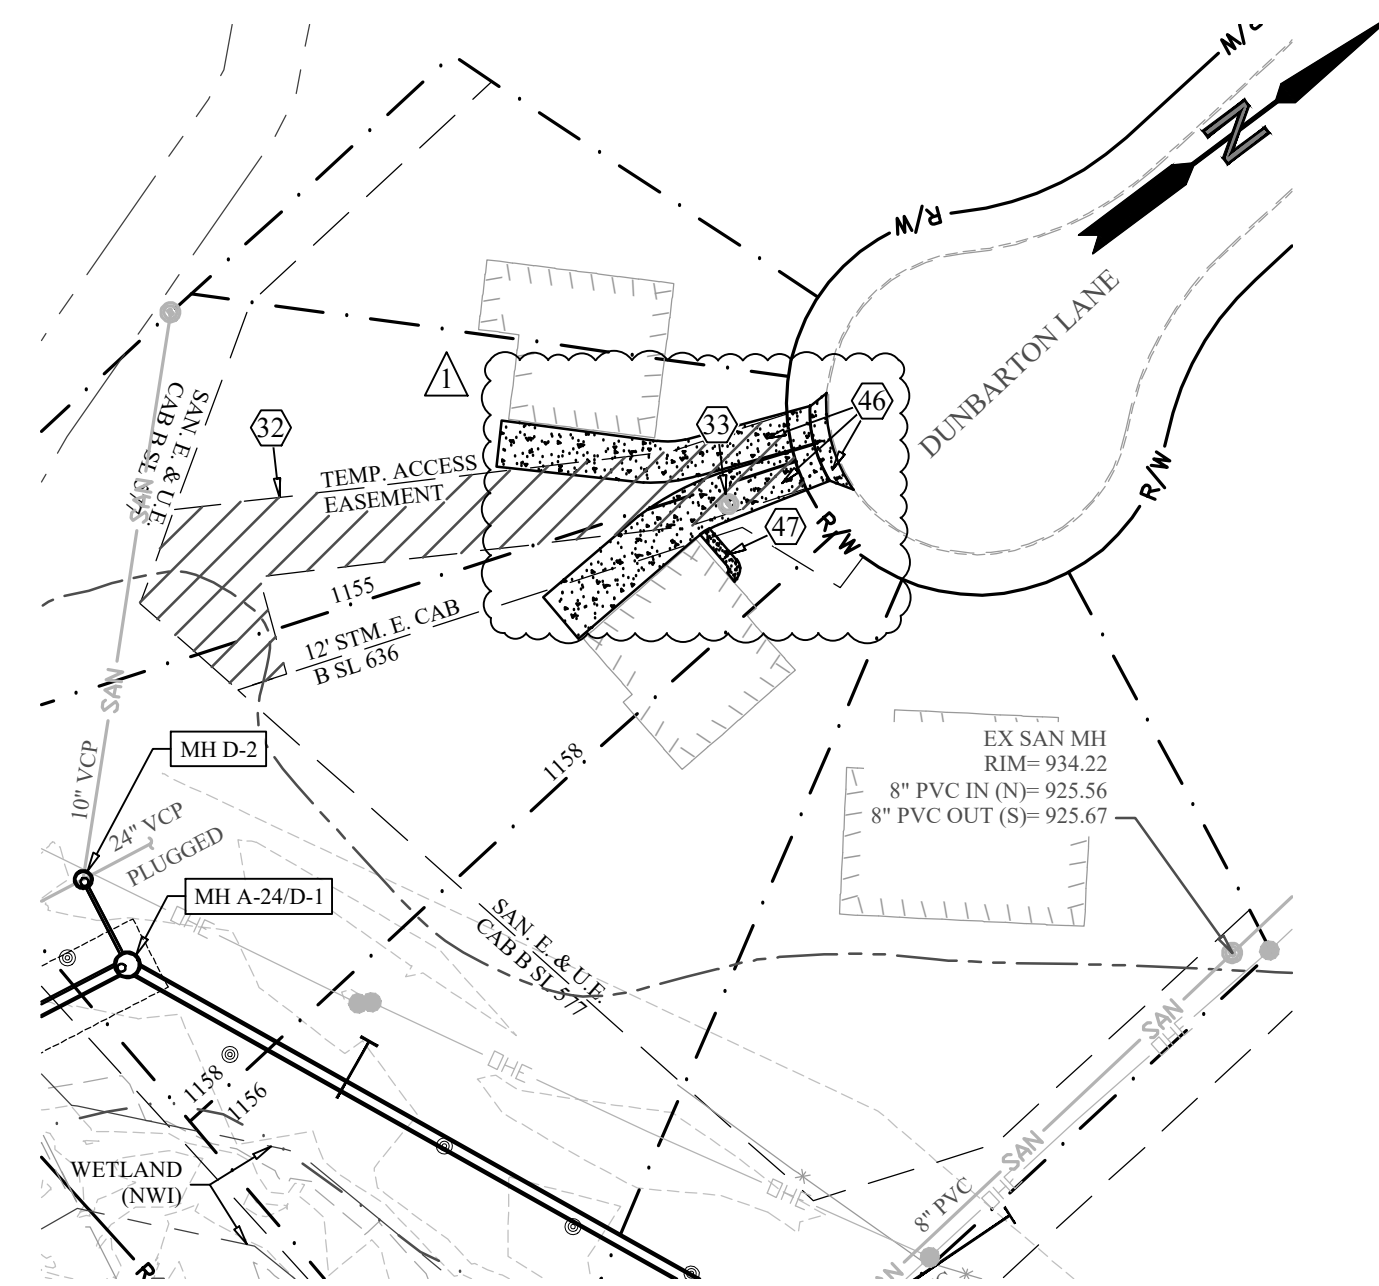 R/W
N
R/W
DUNBARTON LANE
1
SAN. E. & U.E.
CAB B SL 577
32
33
46
TEMP. ACCESS
EASEMENT
SAN
R/W
47
R/W
1155
12' STM. E. CAB
B SL 636
SAN
MH D-2
1158
EX SAN MH
RIM= 934.22
8" PVC IN (N)= 925.56
8" PVC OUT (S)= 925.67
10" VCP
24" VCP
PLUGGED
MH A-24/D-1
OHE
SAN. E. & U.E.
CAB B SL 577
SAN
OHE
OHE
1158
1156
WETLAND
(NWI)
SAN
OHE
OHE
8" PVC
SAN